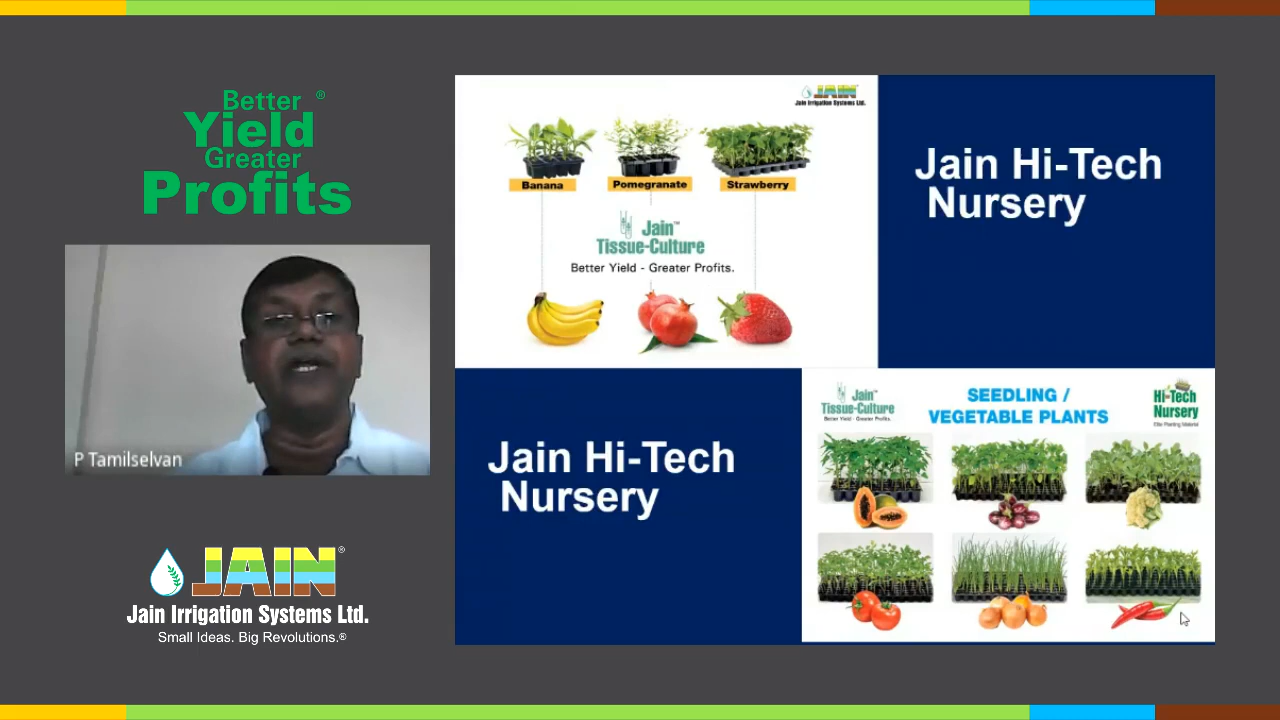 Better ®
Yield
Greater
Profits
P Tamilselvan
JAIN®
Jain Irrigation Systems Ltd.
Small Ideas. Big Revolutions.®
JAIN
Jain Irrigation Systems Ltd.
Banana
Pomegranate
Strawberry
Jain™
Tissue-Culture
Better Yield - Greater Profits.
Jain Hi-Tech
Nursery
Jain Hi-Tech
Nursery
Jain™
Tissue-Culture
Better Yield - Greater Profits.
SEEDLING /
VEGETABLE PLANTS
Hi-Tech
Nursery
Elite Planting Material